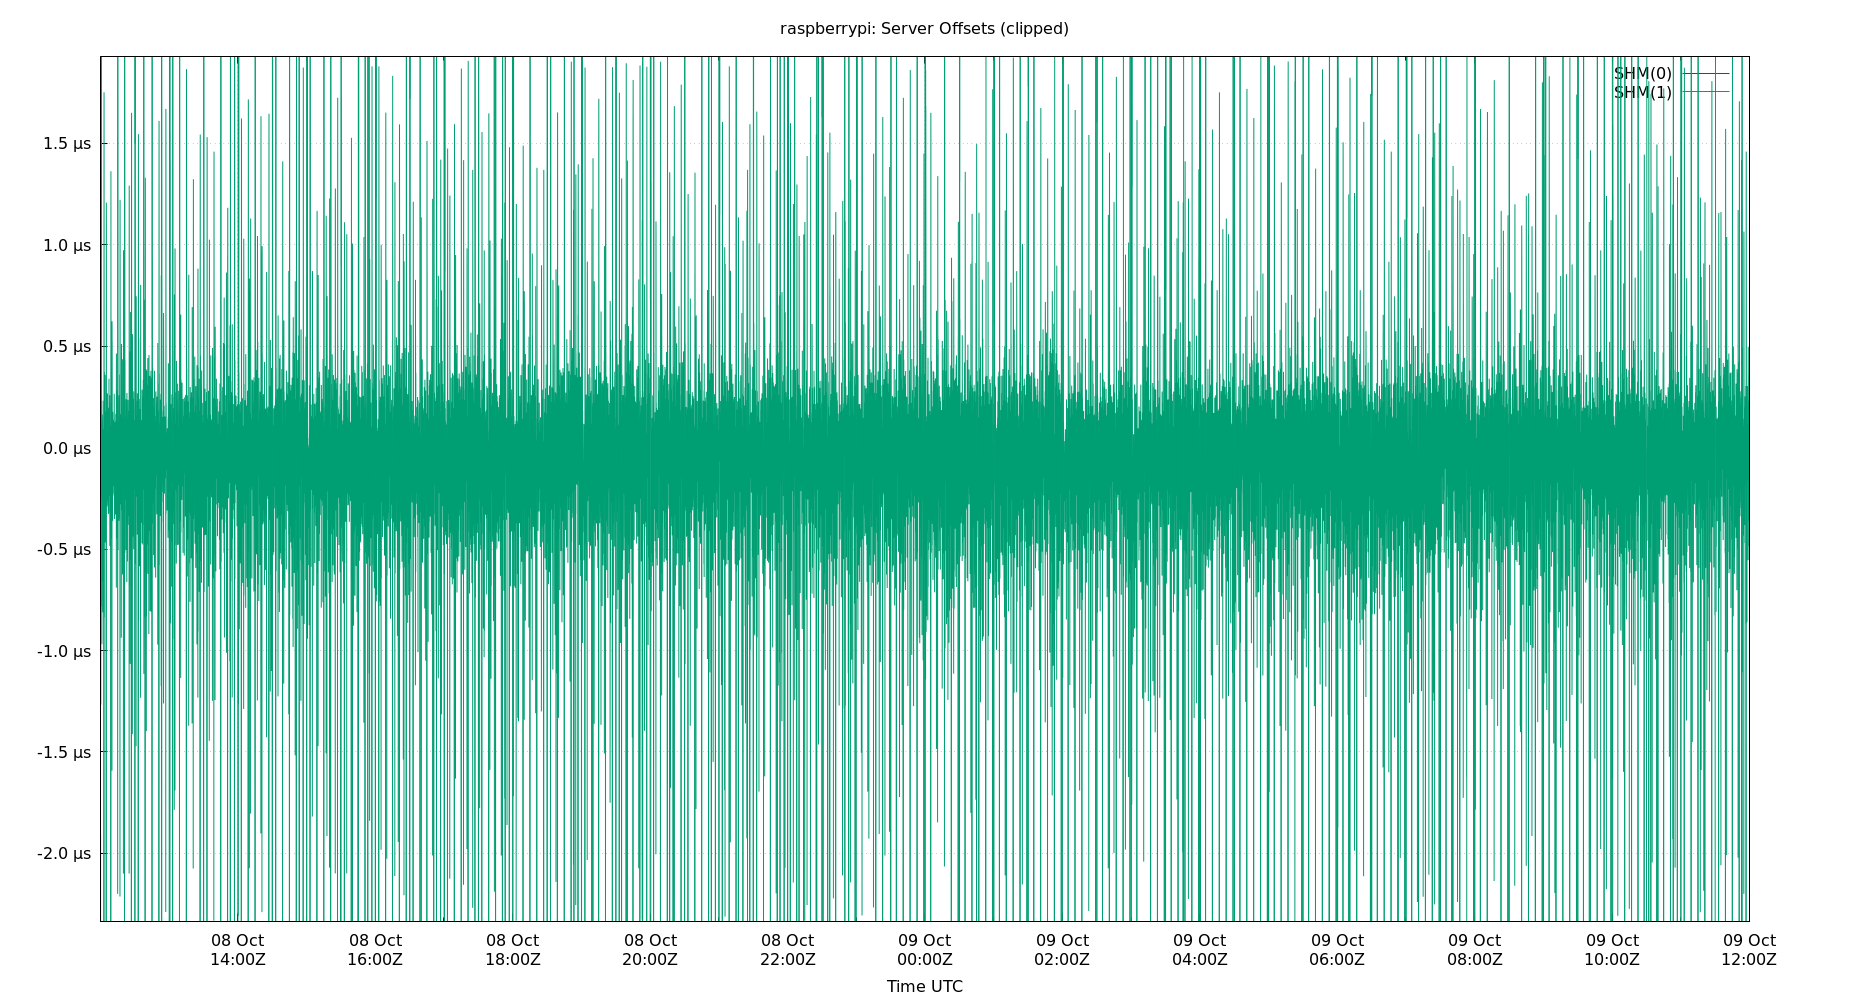 raspberrypi: Server Offsets (clipped)
SHM(0)
SHM(1)
1.5 µs
1.0 µs
0.5 µs
0.0 µs
-0.5 µs
-1.0 µs
-1.5 µs
-2.0 µs
08 Oct 08 Oct 08 Oct 08 Oct 08 Oct 09 Oct 09 Oct 09 Oct 09 Oct 09 Oct 09 Oct 09 Oct
14:00Z 16:00Z 18:00Z 20:00Z 22:00Z 00:00Z 02:00Z 04:00Z 06:00Z 08:00Z 10:00Z 12:00Z
Time UTC